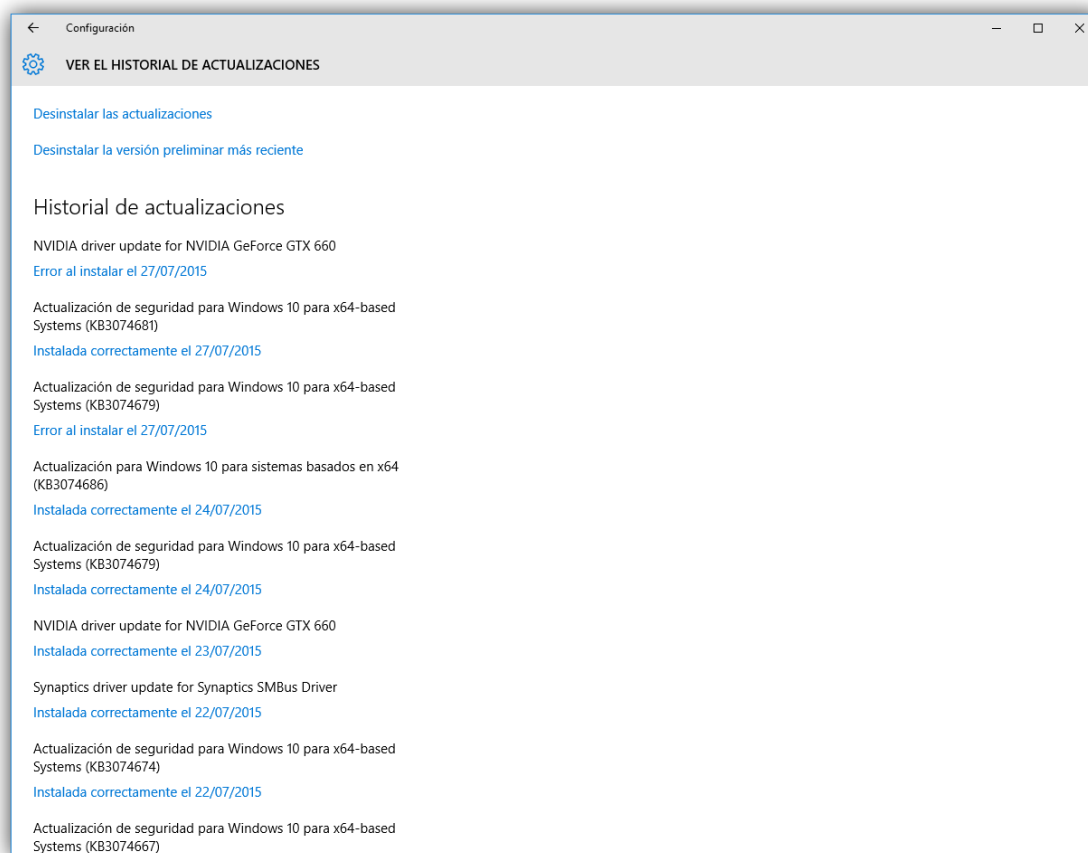 Configuración
VER EL HISTORIAL DE ACTUALIZACIONES
Desinstalar las actualizaciones
Desinstalar la versión preliminar más reciente
Historial de actualizaciones
NVIDIA driver update for NVIDIA GeForce GTX 660
Error al instalar el 27/07/2015
Actualización de seguridad para Windows 10 para x64-based
Systems (KB3074681)
Instalada correctamente el 27/07/2015
Actualización de seguridad para Windows 10 para x64-based
Systems (KB3074679)
Error al instalar el 27/07/2015
Actualización para Windows 10 para sistemas basados en x64
(KB3074686)
Instalada correctamente el 24/07/2015
Actualización de seguridad para Windows 10 para x64-based
Systems (KB3074679)
Instalada correctamente el 24/07/2015
NVIDIA driver update for NVIDIA GeForce GTX 660
Instalada correctamente el 23/07/2015
Synaptics driver update for Synaptics SMBus Driver
Instalada correctamente el 22/07/2015
Actualización de seguridad para Windows 10 para x64-based
Systems (KB3074674)
Instalada correctamente el 22/07/2015
Actualización de seguridad para Windows 10 para x64-based
Systems (KB3074667)